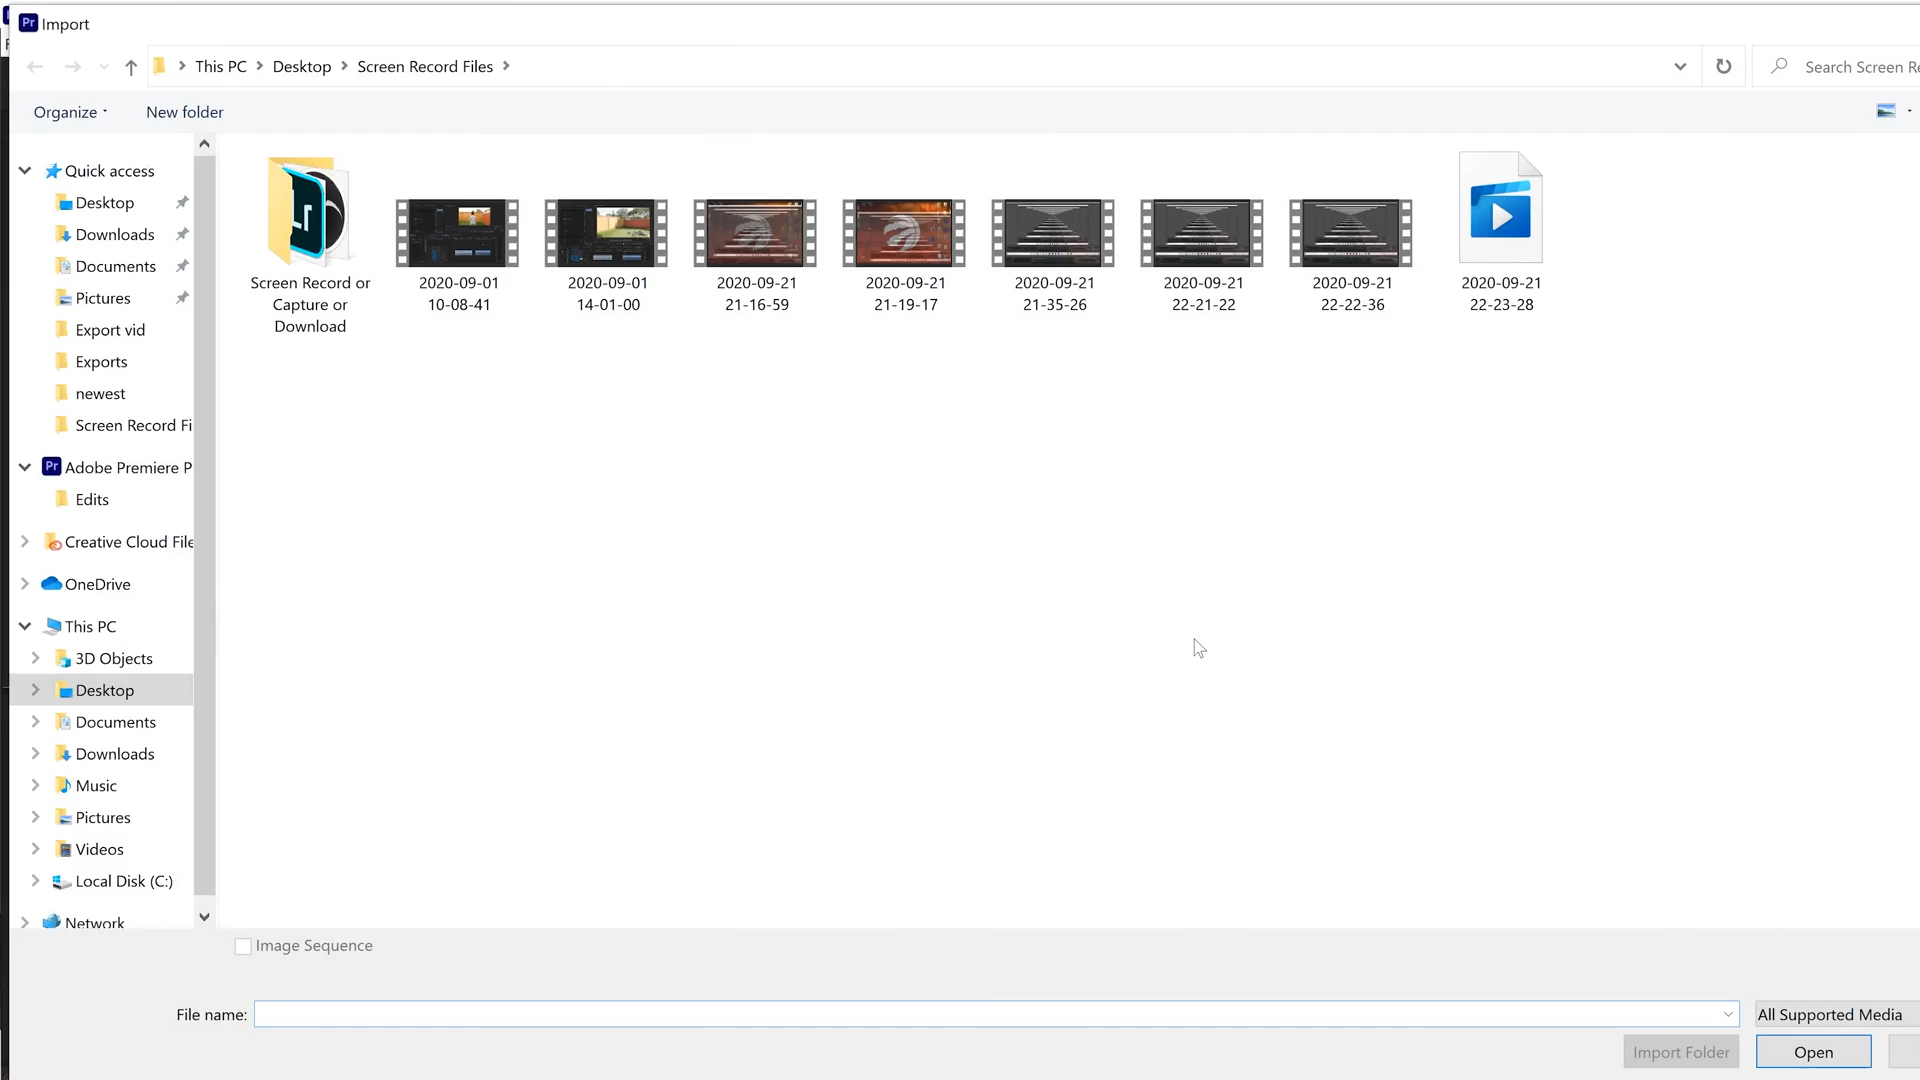 Pr Import
This PC > Desktop > Screen Record Files >
Search Screen Re
Organize
New folder
Quick access
Desktop
Downloads
Documents
Pictures
Export vid
Exports
newest
Screen Record Fi
Pr Adobe Premiere P
Edits
Creative Cloud File
OneDrive
This PC
3D Objects
Desktop
Documents
Downloads
Music
Pictures
Videos
Local Disk (C:)
Network
Screen Record or
Capture or
Download
2020-09-01
10-08-41
2020-09-01
14-01-00
2020-09-21
21-16-59
2020-09-21
21-19-17
2020-09-21
21-35-26
2020-09-21
22-21-22
2020-09-21
22-22-36
2020-09-21
22-23-28
Image Sequence
File name:
All Supported Media
Import Folder
Open